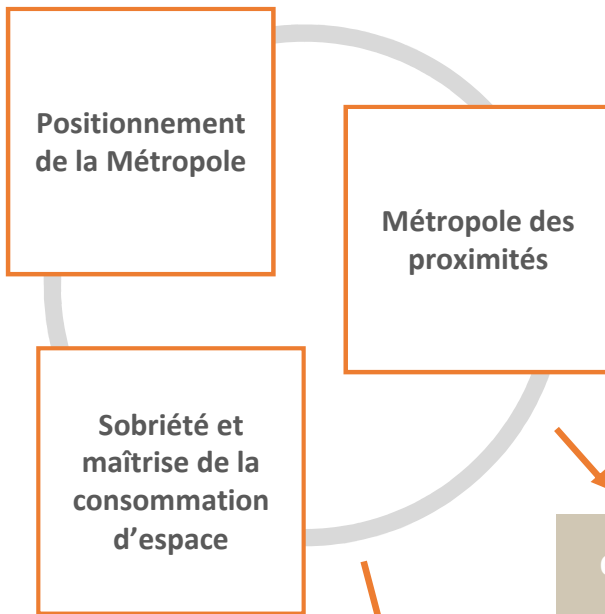 Positionnement
de la Métropole
Métropole des
proximités
Sobriété et
maîtrise de la
consommation
d’espace